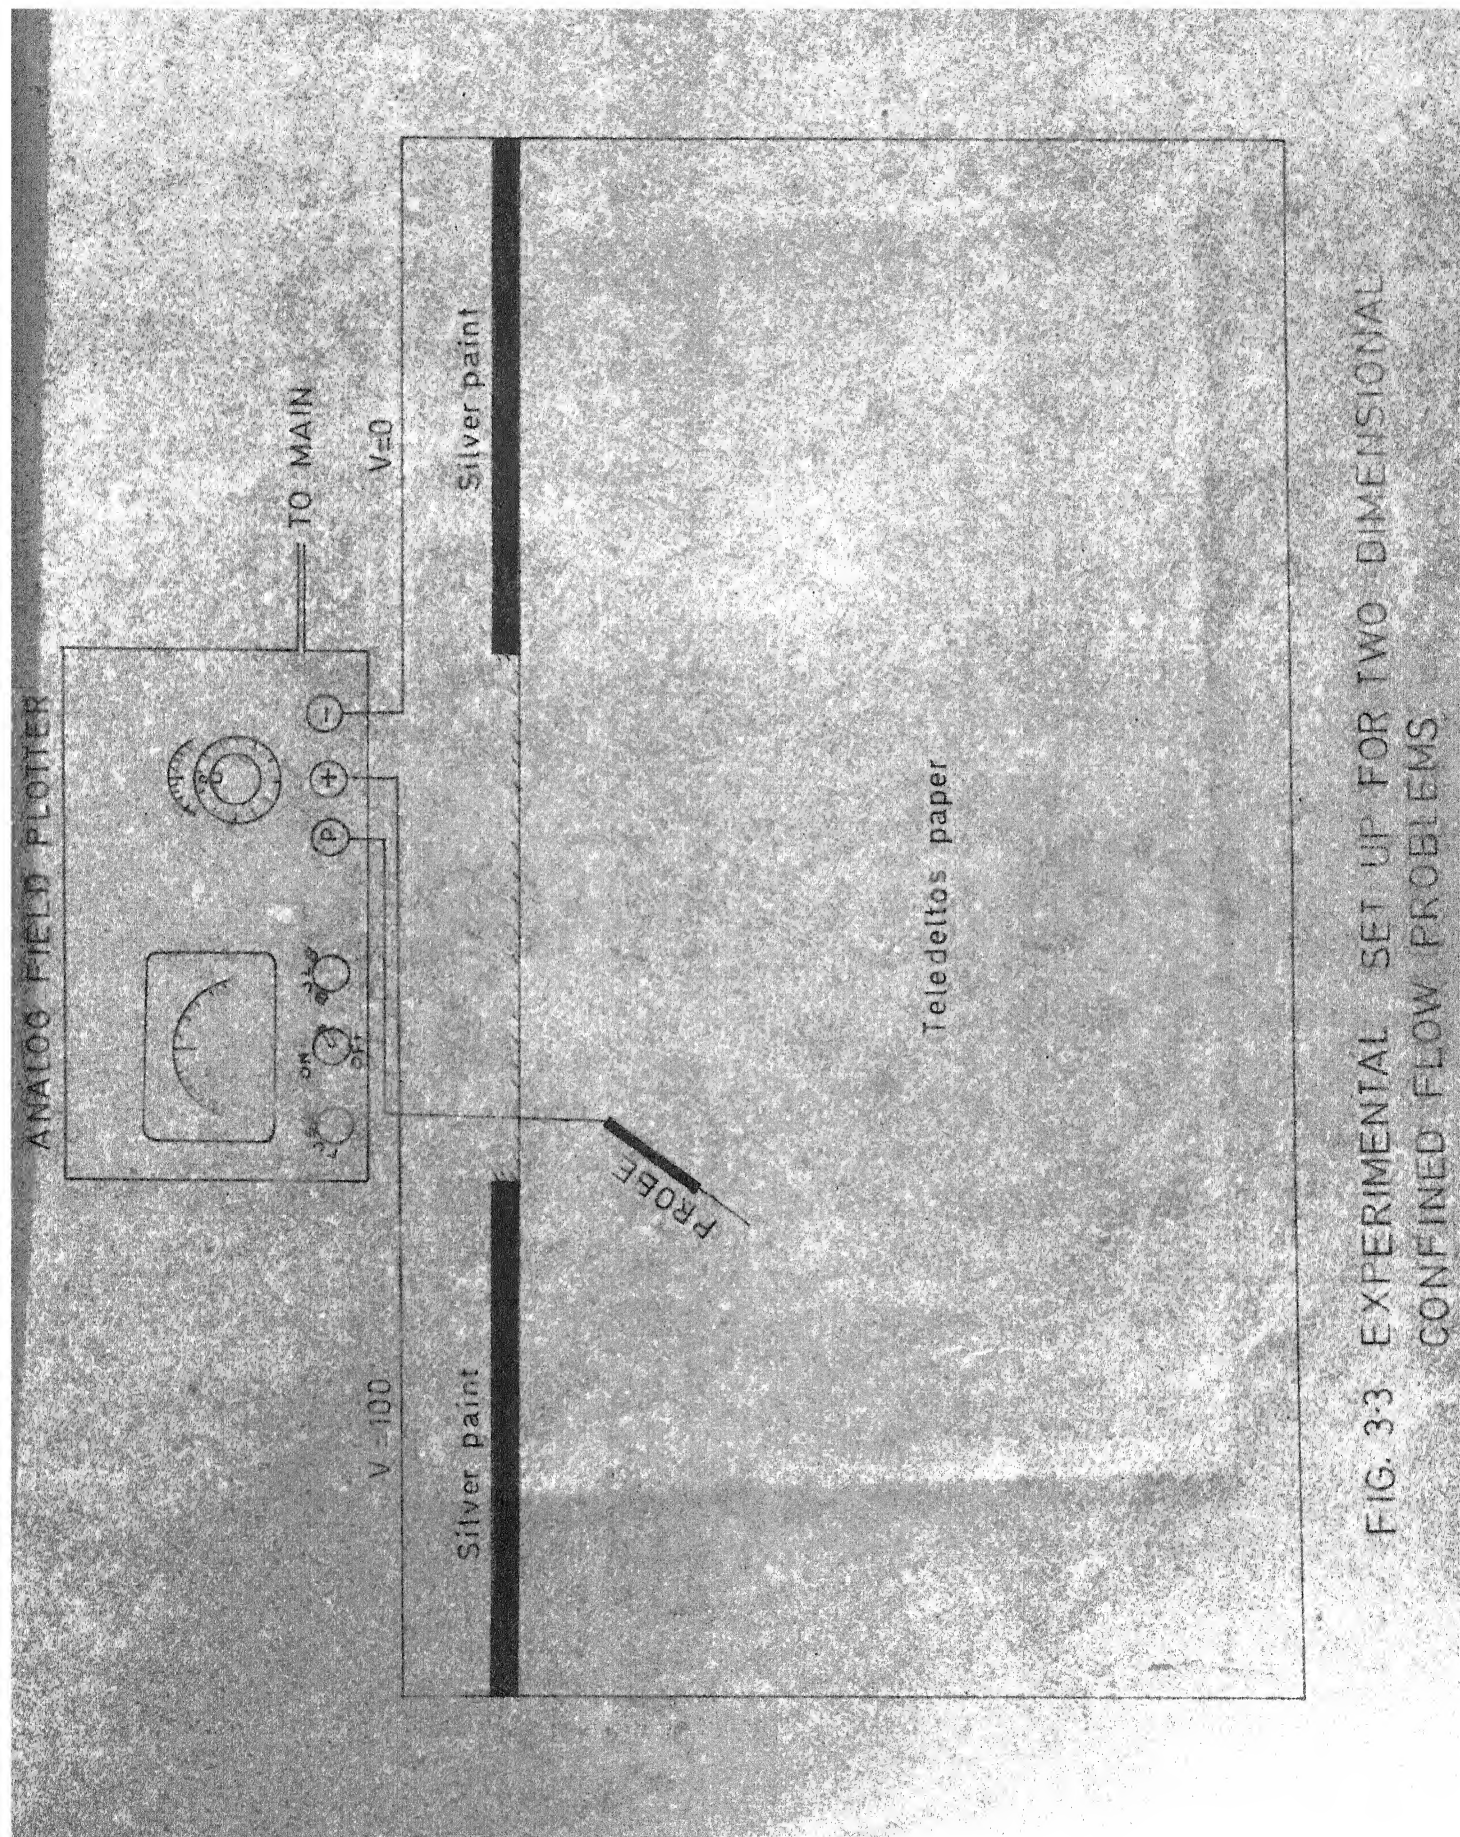 ANALOG FIELD PLOTTER
ON
OFF
P
+
-
TO MAIN
V=100
V=0
Silver paint
Silver paint
PROBE
Teledeltos paper
FIG. 3·3 EXPERIMENTAL SET UP FOR TWO DIMENSIONAL
CONFINED FLOW PROBLEMS.